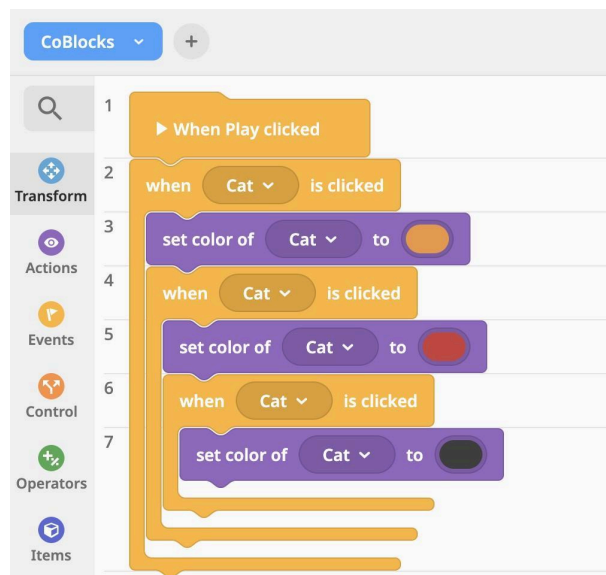 CoBlocks
+
1
When Play clicked
2
when Cat is clicked
Transform
3
set color of Cat to
Actions
4
when Cat is clicked
Events
5
set color of Cat to
Control
6
when Cat is clicked
7
set color of Cat to
Operators
Items